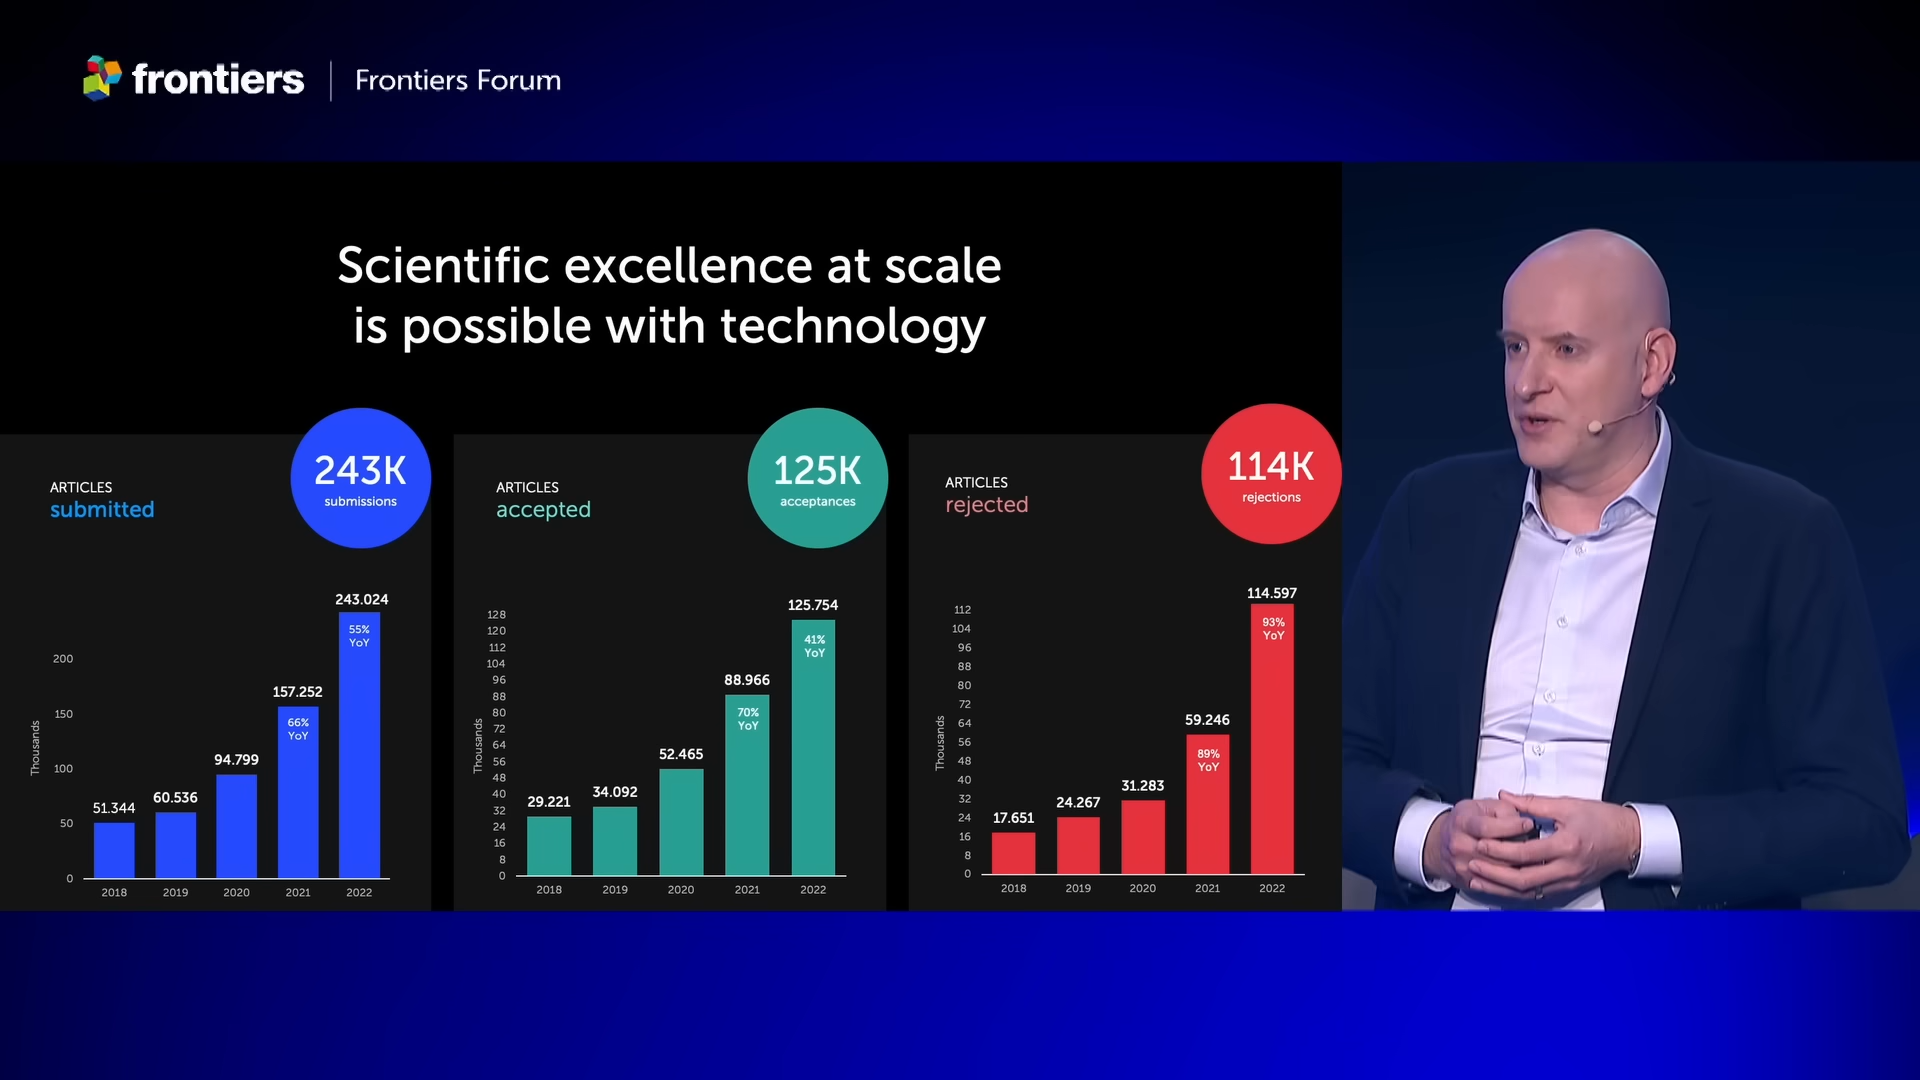 frontiers
Frontiers Forum
Scientific excellence at scale
is possible with technology
ARTICLES
submitted
243K
submissions
Thousands
200
150
100
50
0
51.344
60.536
94.799
157.252
66%
YoY
243.024
55%
YoY
2018
2019
2020
2021
2022
ARTICLES
accepted
125K
acceptances
Thousands
128
120
112
104
96
88
80
72
64
56
48
40
32
24
16
8
0
29.221
34.092
52.465
88.966
70%
YoY
125.754
41%
YoY
2018
2019
2020
2021
2022
ARTICLES
rejected
114K
rejections
Thousands
112
104
96
88
80
72
64
56
48
40
32
24
16
8
0
17.651
24.267
31.283
59.246
89%
YoY
114.597
93%
YoY
2018
2019
2020
2021
2022